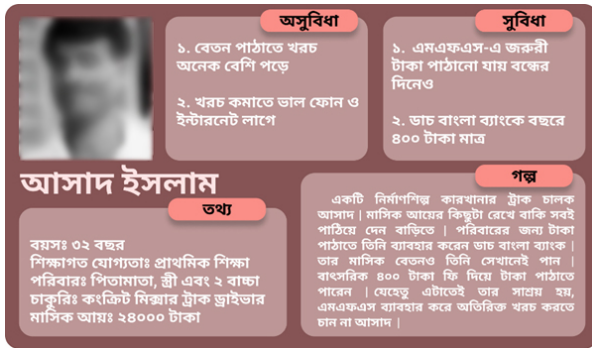 অসুবিধা
১. বেতন পাঠাতে খরচ
অনেক বেশি পড়ে
২. খরচ কমাতে ভাল ফোন ও
ইন্টারনেট লাগে
সুবিধা
১. এমএফএস-এ জরুরী
টাকা পাঠানো যায় বন্ধের
দিনেও
২. ডাচ বাংলা ব্যাংকে বছরে
৪০০ টাকা মাত্র
আসাদ ইসলাম
তথ্য
বয়সঃ ৩২ বছর
শিক্ষাগত যোগ্যতাঃ প্রাথমিক শিক্ষা
পরিবারঃ পিতামাতা, স্ত্রী এবং ২ বাচ্চা
চাকুরিঃ কংক্রিট মিক্সার ট্রাক ড্রাইভার
মাসিক আয়ঃ ২৪০০০ টাকা
গল্প
একটি নির্মাণশিল্প কারখানার ট্রাক চালক
আসাদ | মাসিক আয়ের কিছুটা রেখে বাকি সবই
পাঠিয়ে দেন বাড়িতে | পরিবারের জন্য টাকা
পাঠাতে তিনি ব্যাবহার করেন ডাচ বাংলা ব্যাংক |
তার মাসিক বেতনও তিনি সেখানেই পান |
বাৎসরিক ৪০০ টাকা ফি দিয়ে টাকা পাঠাতে
পারেন | যেহেতু এটাতেই তার সাশ্রয় হয়,
এমএফএস ব্যাবহার করে অতিরিক্ত খরচ করতে
চান না আসাদ |